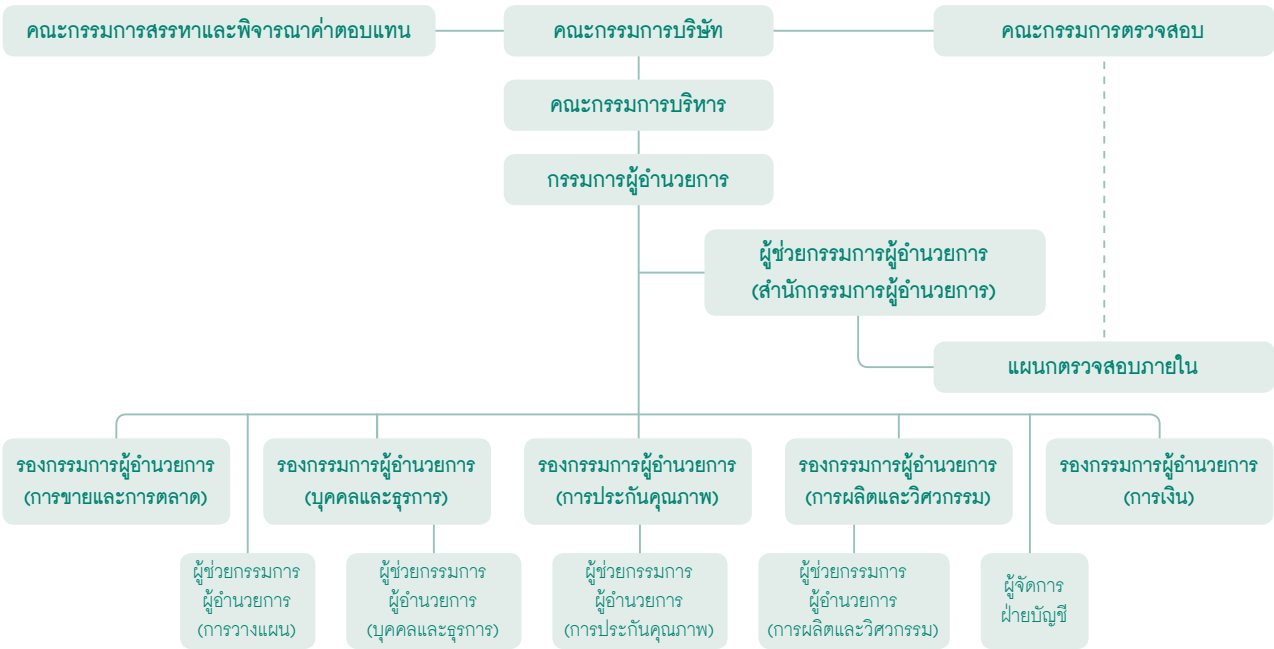 คณะกรรมการสรรหาและพิจารณาค่าตอบแทน
คณะกรรมการบริษัท
คณะกรรมการตรวจสอบ
คณะกรรมการบริหาร
กรรมการผู้อำนวยการ
ผู้ช่วยกรรมการผู้อำนวยการ
(สำนักกรรมการผู้อำนวยการ)
แผนกตรวจสอบภายใน
รองกรรมการผู้อำนวยการ
(การขายและการตลาด)
รองกรรมการผู้อำนวยการ
(บุคคลและธุรการ)
รองกรรมการผู้อำนวยการ
(การประกันคุณภาพ)
รองกรรมการผู้อำนวยการ
(การผลิตและวิศวกรรม)
รองกรรมการผู้อำนวยการ
(การเงิน)
ผู้ช่วยกรรมการ
ผู้อำนวยการ
(การวางแผน)
ผู้ช่วยกรรมการ
ผู้อำนวยการ
(บุคคลและธุรการ)
ผู้ช่วยกรรมการ
ผู้อำนวยการ
(การประกันคุณภาพ)
ผู้ช่วยกรรมการ
ผู้อำนวยการ
(การผลิตและวิศวกรรม)
ผู้จัดการ
ฝ่ายบัญชี